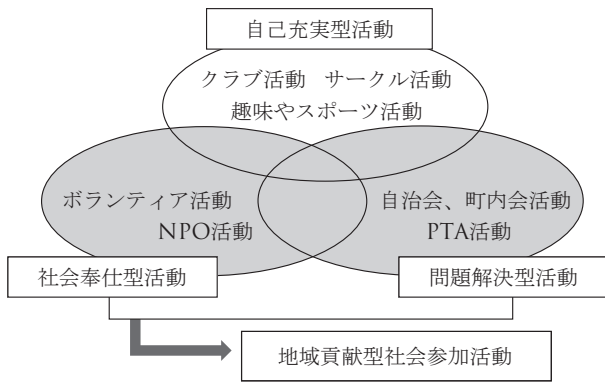 自己充実型活動
クラブ活動 サークル活動
趣味やスポーツ活動
ボランティア活動
NPO活動
自治会、町内会活動
PTA活動
社会奉仕型活動
問題解決型活動
地域貢献型社会参加活動